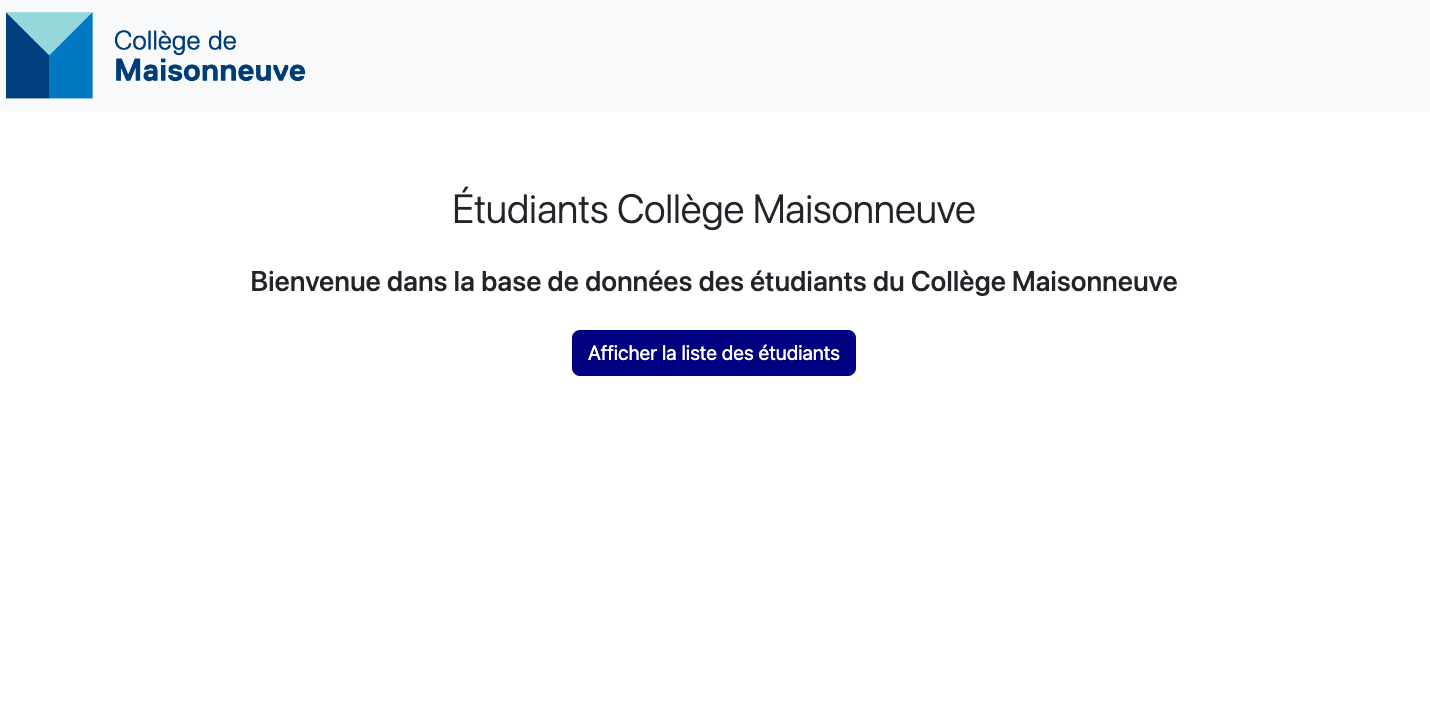 Collège de
Maisonneuve
Étudiants Collège Maisonneuve
Bienvenue dans la base de données des étudiants du Collège Maisonneuve
Afficher la liste des étudiants